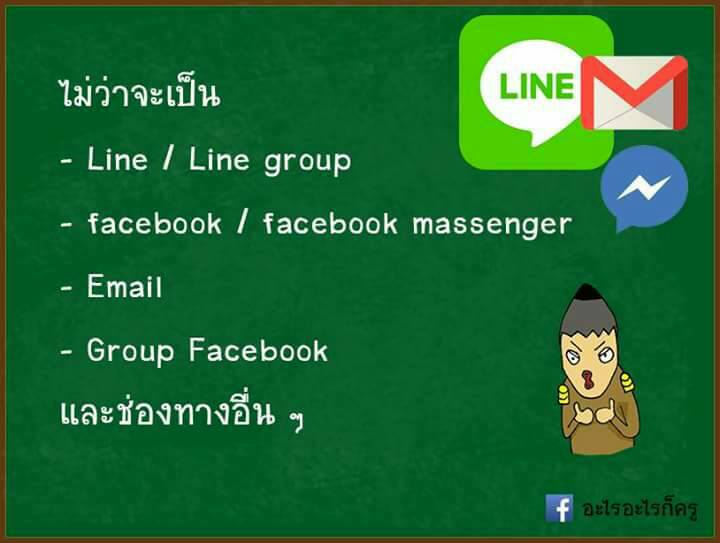 ไม่ว่าจะเป็น
- Line / Line group
- facebook / facebook massenger
- Email
- Group Facebook
และช่องทางอื่น ๆ
LINE
f อะไรอะไรก็ครู